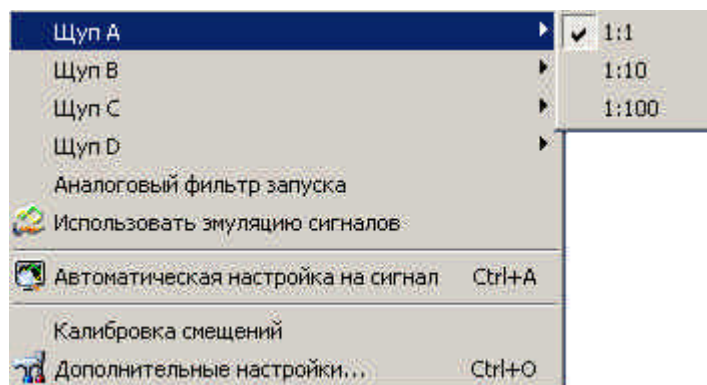 Щуп A
1:1
Щуп B
1:10
Щуп C
1:100
Щуп D
Аналоговый фильтр запуска
Использовать эмуляцию сигналов
Автоматическая настройка на сигнал Ctrl+A
Калибровка смещений
Дополнительные настройки... Ctrl+O